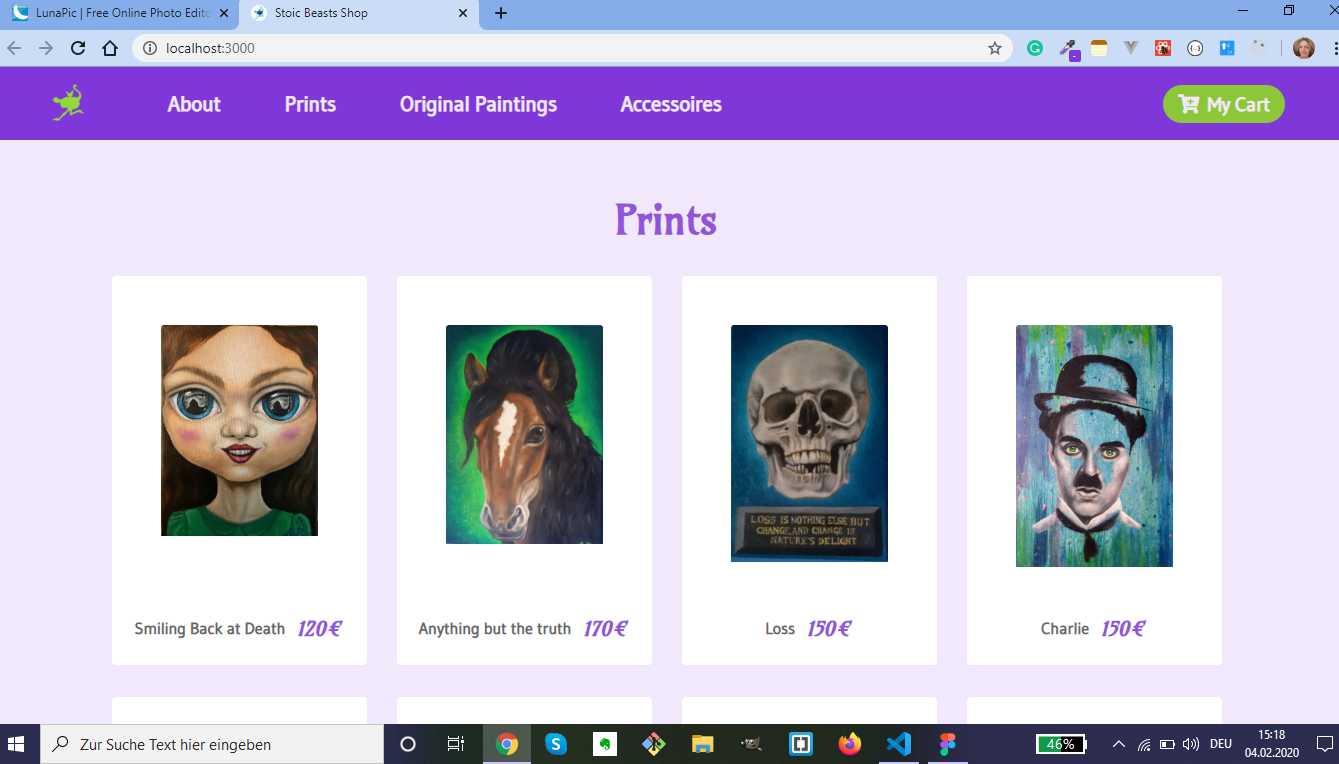 LunaPic | Free Online Photo Edito
Stoic Beasts Shop
localhost:3000
About
Prints
Original Paintings
Accessoires
My Cart
Prints
LOSS IS NOTHING ELSE BUT
CHANGE, AND CHANGE IS
NATURE'S DELIGHT
Smiling Back at Death 120€
Anything but the truth 170€
Loss 150€
Charlie 150€
Zur Suche Text hier eingeben
46%
DEU
15:18
04.02.2020